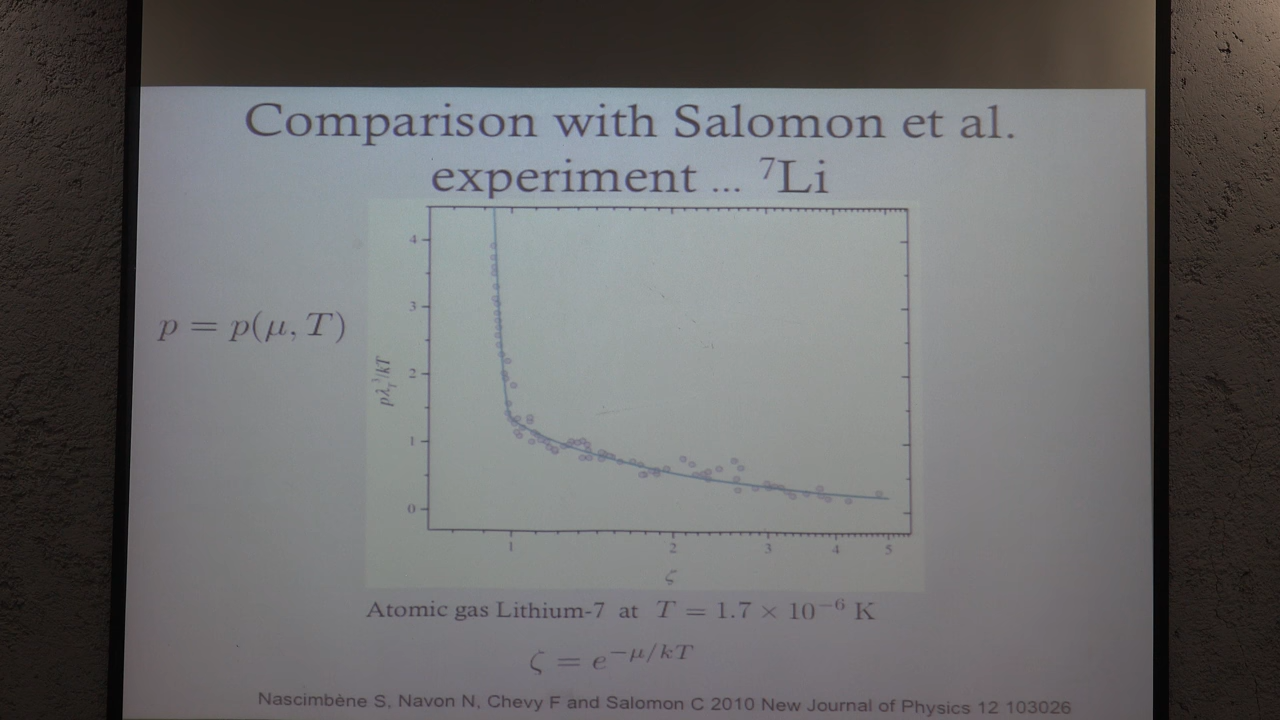 Comparison with Salomon et al.
experiment ... ⁷Li
p = p(μ, T)
4
3
2
1
0
pλ_T³/kT
1 2 3 4 5
ζ
Atomic gas Lithium-7 at T = 1.7 × 10⁻⁶ K
ζ = e^{−μ/kT}
Nascimbène S, Navon N, Chevy F and Salomon C 2010 New Journal of Physics 12 103026